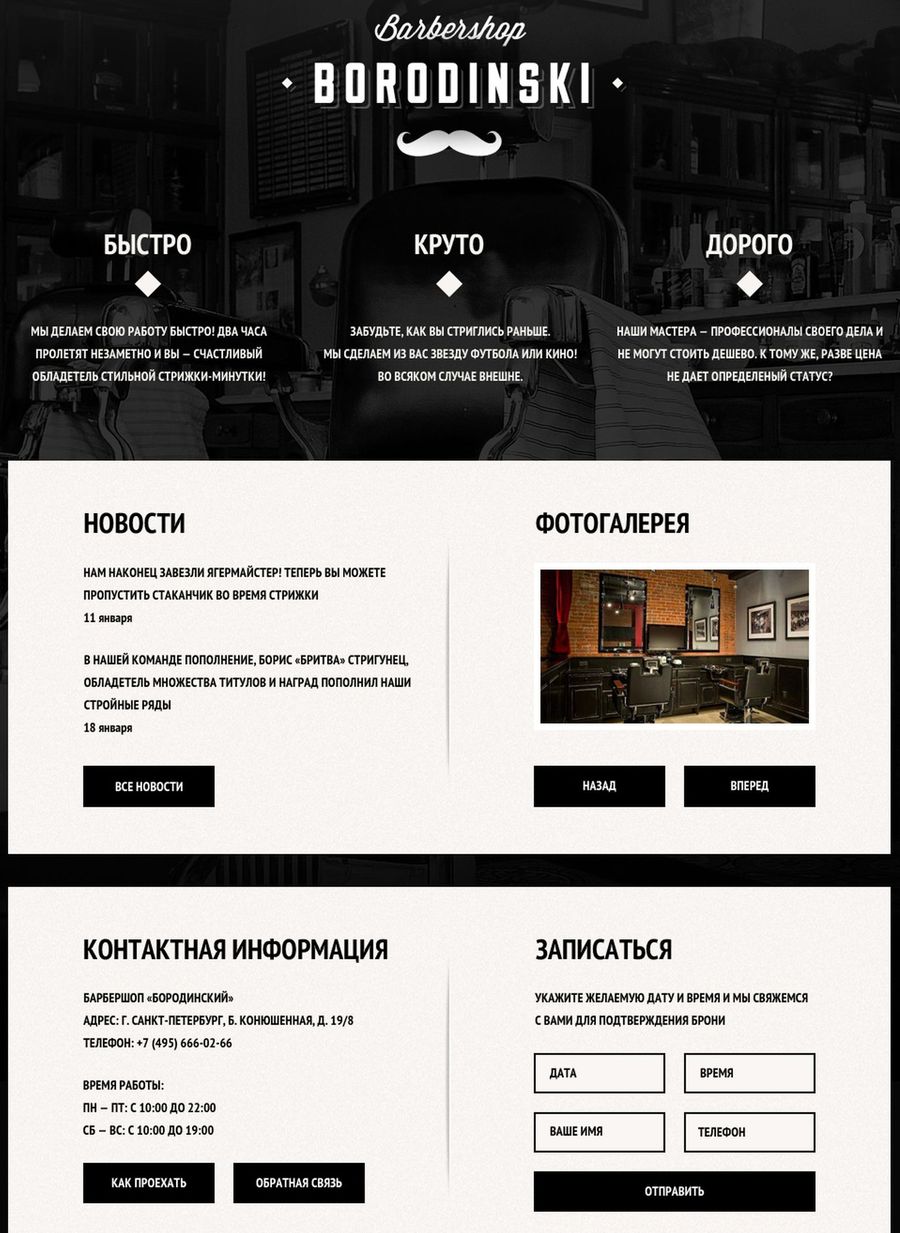 Barbershop
BORODINSKI
БЫСТРО
МЫ ДЕЛАЕМ СВОЮ РАБОТУ БЫСТРО! ДВА ЧАСА
ПРОЛЕТЯТ НЕЗАМЕТНО И ВЫ — СЧАСТЛИВЫЙ
ОБЛАДАТЕЛЬ СТИЛЬНОЙ СТРИЖКИ-МИНУТКИ!
КРУТО
ЗАБУДЬТЕ, КАК ВЫ СТРИГЛИСЬ РАНЬШЕ.
МЫ СДЕЛАЕМ ИЗ ВАС ЗВЕЗДУ ФУТБОЛА ИЛИ КИНО!
ВО ВСЯКОМ СЛУЧАЕ ВНЕШНЕ.
ДОРОГО
НАШИ МАСТЕРА — ПРОФЕССИОНАЛЫ СВОЕГО ДЕЛА И
НЕ МОГУТ СТОИТЬ ДЕШЕВО. К ТОМУ ЖЕ, РАЗВЕ ЦЕНА
НЕ ДАЕТ ОПРЕДЕЛЕНЫЙ СТАТУС?
НОВОСТИ
НАМ НАКОНЕЦ ЗАВЕЗЛИ ЯГЕРМАЙСТЕР! ТЕПЕРЬ ВЫ МОЖЕТЕ
ПРОПУСТИТЬ СТАКАНЧИК ВО ВРЕМЯ СТРИЖКИ
11 января
В НАШЕЙ КОМАНДЕ ПОПОЛНЕНИЕ, БОРИС «БРИТВА» СТРИГУНЕЦ,
ОБЛАДЕТЕЛЬ МНОЖЕСТВА ТИТУЛОВ И НАГРАД ПОПОЛНИЛ НАШИ
СТРОЙНЫЕ РЯДЫ
18 января
ВСЕ НОВОСТИ
ФОТОГАЛЕРЕЯ
НАЗАД
ВПЕРЕД
КОНТАКТНАЯ ИНФОРМАЦИЯ
БАРБЕРШОП «БОРОДИНСКИЙ»
АДРЕС: Г. САНКТ-ПЕТЕРБУРГ, Б. КОНЮШЕННАЯ, Д. 19/8
ТЕЛЕФОН: +7 (495) 666-02-66
ВРЕМЯ РАБОТЫ:
ПН — ПТ: С 10:00 ДО 22:00
СБ — ВС: С 10:00 ДО 19:00
КАК ПРОЕХАТЬ
ОБРАТНАЯ СВЯЗЬ
ЗАПИСАТЬСЯ
УКАЖИТЕ ЖЕЛАЕМУЮ ДАТУ И ВРЕМЯ И МЫ СВЯЖЕМСЯ
С ВАМИ ДЛЯ ПОДТВЕРЖДЕНИЯ БРОНИ
ДАТА
ВРЕМЯ
ВАШЕ ИМЯ
ТЕЛЕФОН
ОТПРАВИТЬ